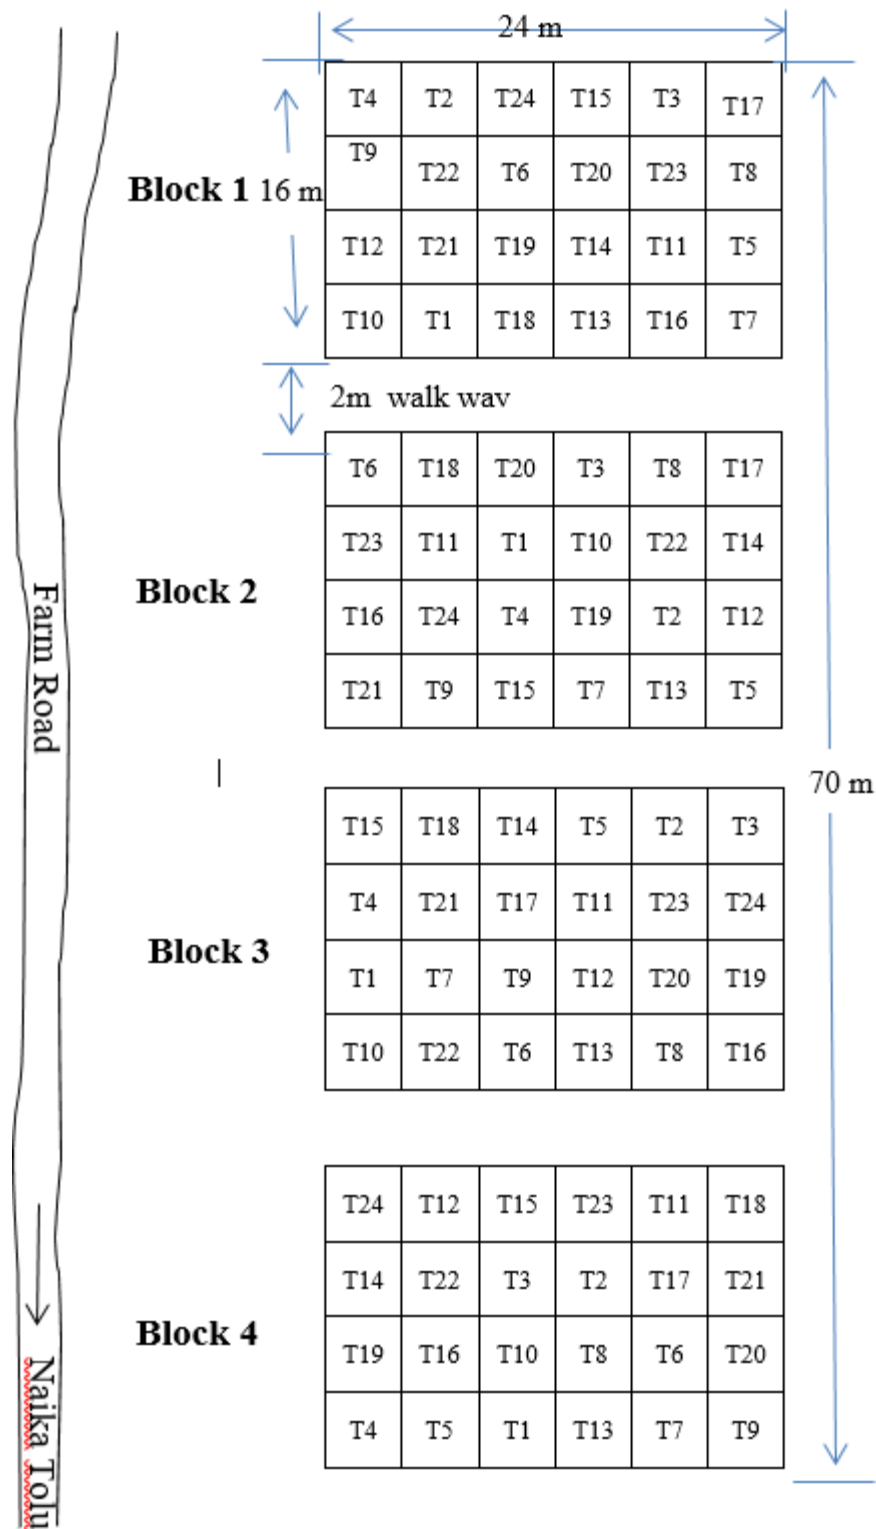 24 m
T4 T2 T24 T15 T3 T17
T9 T22 T6 T20 T23 T8
Block 1 16 m
T12 T21 T19 T14 T11 T5
T10 T1 T18 T13 T16 T7
2m walk wav
T6 T18 T20 T3 T8 T17
T23 T11 T1 T10 T22 T14
Block 2
T16 T24 T4 T19 T2 T12
T21 T9 T15 T7 T13 T5
Farm Road
70 m
T15 T18 T14 T5 T2 T3
T4 T21 T17 T11 T23 T24
Block 3
T1 T7 T9 T12 T20 T19
T10 T22 T6 T13 T8 T16
T24 T12 T15 T23 T11 T18
T14 T22 T3 T2 T17 T21
Block 4
T19 T16 T10 T8 T6 T20
T4 T5 T1 T13 T7 T9
Naika Tolu